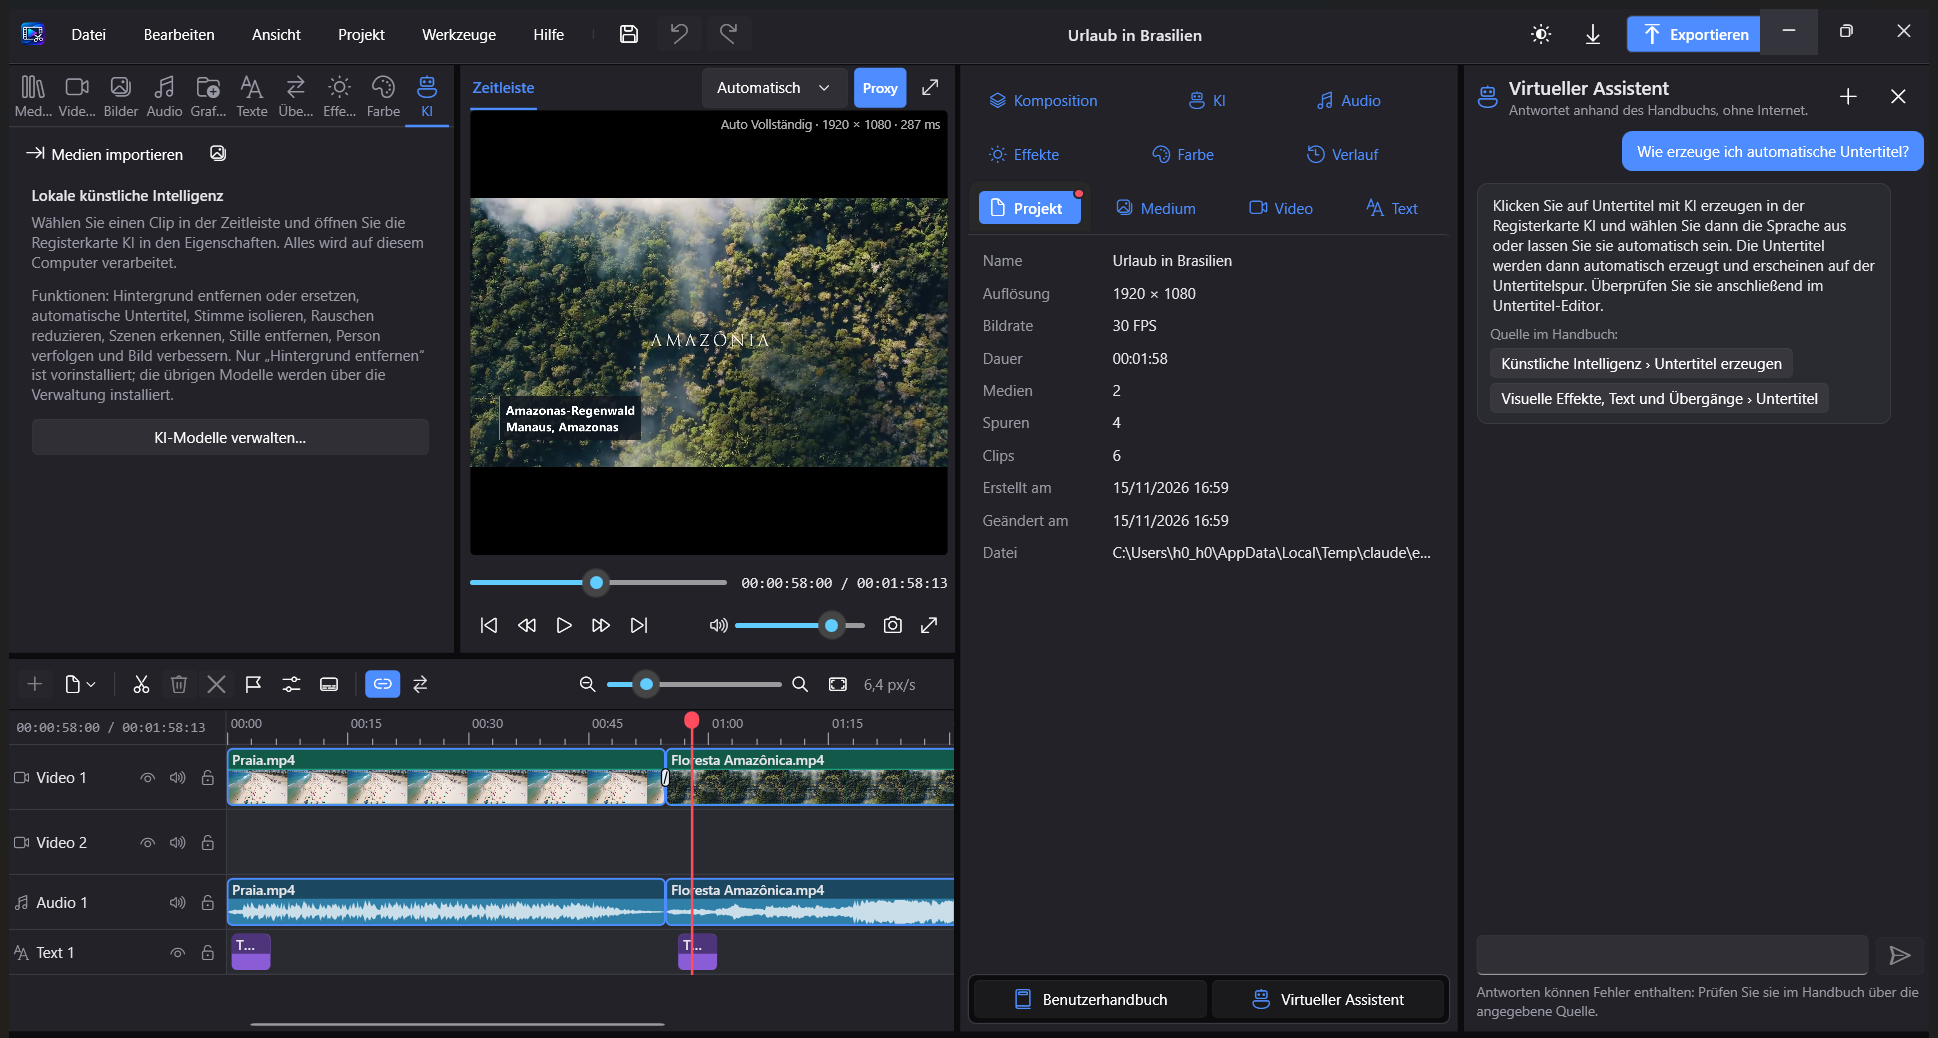 Datei Bearbeiten Ansicht Projekt Werkzeuge Hilfe
Urlaub in Brasilien
Exportieren
Med... Vide... Bilder Audio Graf... Texte Übe... Effe... Farbe KI
Medien importieren
Lokale künstliche Intelligenz
Wählen Sie einen Clip in der Zeitleiste und öffnen Sie die
Registerkarte KI in den Eigenschaften. Alles wird auf diesem
Computer verarbeitet.
Funktionen: Hintergrund entfernen oder ersetzen,
automatische Untertitel, Stimme isolieren, Rauschen
reduzieren, Szenen erkennen, Stille entfernen, Person
verfolgen und Bild verbessern. Nur „Hintergrund entfernen“
ist vorinstalliert; die übrigen Modelle werden über die
Verwaltung installiert.
KI-Modelle verwalten...
Zeitleiste
Automatisch
Proxy
Auto Vollständig · 1920 × 1080 · 287 ms
AMAZÔNIA
Amazonas-Regenwald
Manaus, Amazonas
00:00:58:00 / 00:01:58:13
Komposition KI Audio
Effekte Farbe Verlauf
Projekt Medium Video Text
Name Urlaub in Brasilien
Auflösung 1920 × 1080
Bildrate 30 FPS
Dauer 00:01:58
Medien 2
Spuren 4
Clips 6
Erstellt am 15/11/2026 16:59
Geändert am 15/11/2026 16:59
Datei C:\Users\h0_h0\AppData\Local\Temp\claude\e...
Benutzerhandbuch
Virtueller Assistent
Virtueller Assistent
Antwortet anhand des Handbuchs, ohne Internet.
Wie erzeuge ich automatische Untertitel?
Klicken Sie auf Untertitel mit KI erzeugen in der
Registerkarte KI und wählen Sie dann die Sprache aus
oder lassen Sie sie automatisch sein. Die Untertitel
werden dann automatisch erzeugt und erscheinen auf der
Untertitelspur. Überprüfen Sie sie anschließend im
Untertitel-Editor.
Quelle im Handbuch:
Künstliche Intelligenz › Untertitel erzeugen
Visuelle Effekte, Text und Übergänge › Untertitel
Antworten können Fehler enthalten: Prüfen Sie sie im Handbuch über die
angegebene Quelle.
6,4 px/s
00:00:58:00 / 00:01:58:13
00:00 00:15 00:30 00:45 01:00 01:15
Video 1
Praia.mp4
Floresta Amazônica.mp4
Video 2
Audio 1
Praia.mp4
Floresta Amazônica.mp4
Text 1
T...
T...